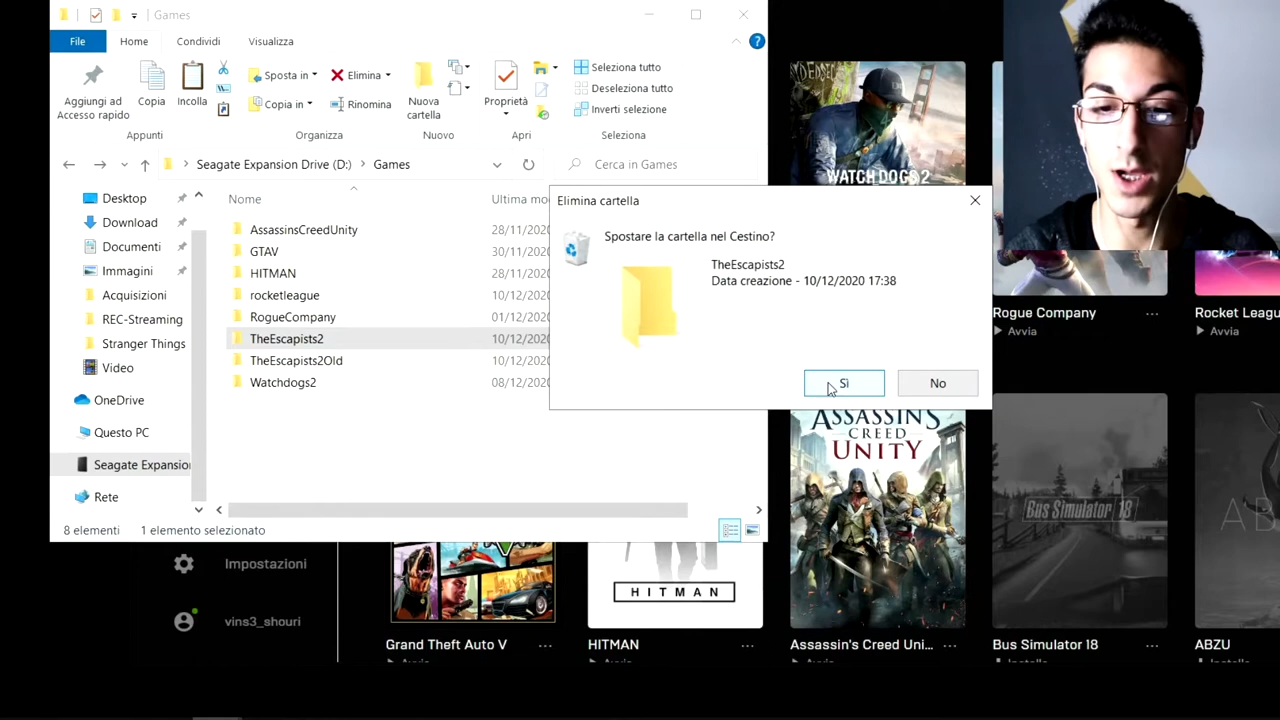 Games
File Home Condividi Visualizza
Aggiungi ad Accesso rapido
Copia
Incolla
Sposta in
Copia in
Elimina
Rinomina
Nuova cartella
Proprietà
Seleziona tutto
Deseleziona tutto
Inverti selezione
Appunti Organizza Nuovo Apri Seleziona
Seagate Expansion Drive (D:) Games
Cerca in Games
Desktop
Download
Documenti
Immagini
Acquisizioni
REC-Streaming
Stranger Things
Video
OneDrive
Questo PC
Seagate Expansio
Rete
Nome Ultima mo
AssassinsCreedUnity 28/11/2020
GTAV 30/11/2020
HITMAN 28/11/2020
rocketleague 10/12/2020
RogueCompany 01/12/2020
TheEscapists2 10/12/2020
TheEscapists2Old 10/12/2020
Watchdogs2 08/12/2020
8 elementi 1 elemento selezionato
Elimina cartella
Spostare la cartella nel Cestino?
TheEscapists2
Data creazione - 10/12/2020 17:38
Sì No
WATCH_DOGS 2
Rogue Company
Avvia
Rocket Leagu
Avvia
ASSASSIN'S
CREED
UNITY
Bus Simulator 18
HITMAN
Impostazioni
vins3_shouri
Grand Theft Auto V
HITMAN
Assassin's Creed Uni...
Bus Simulator 18
ABZU